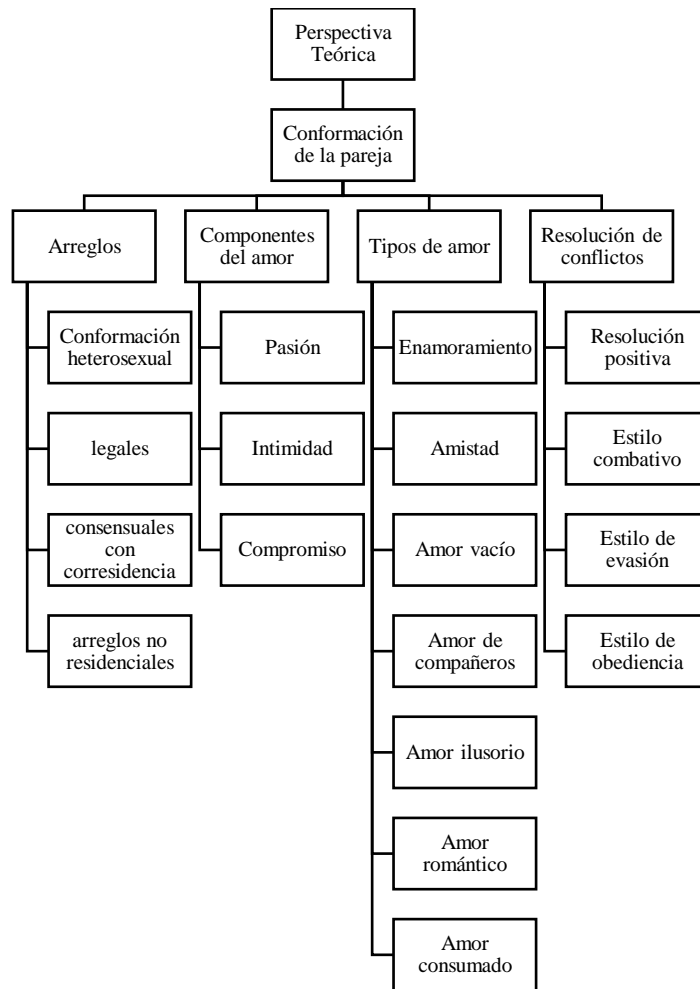 Perspectiva
Teórica
Conformación
de la pareja
Arreglos
Conformación
heterosexual
legales
consensuales
con
corresidencia
arreglos no
residenciales
Componentes
del amor
Pasión
Intimidad
Compromiso
Tipos de amor
Enamoramiento
Amistad
Amor vacío
Amor de
compañeros
Amor ilusorio
Amor
romántico
Amor
consumado
Resolución de
conflictos
Resolución
positiva
Estilo
combativo
Estilo de
evasión
Estilo de
obediencia